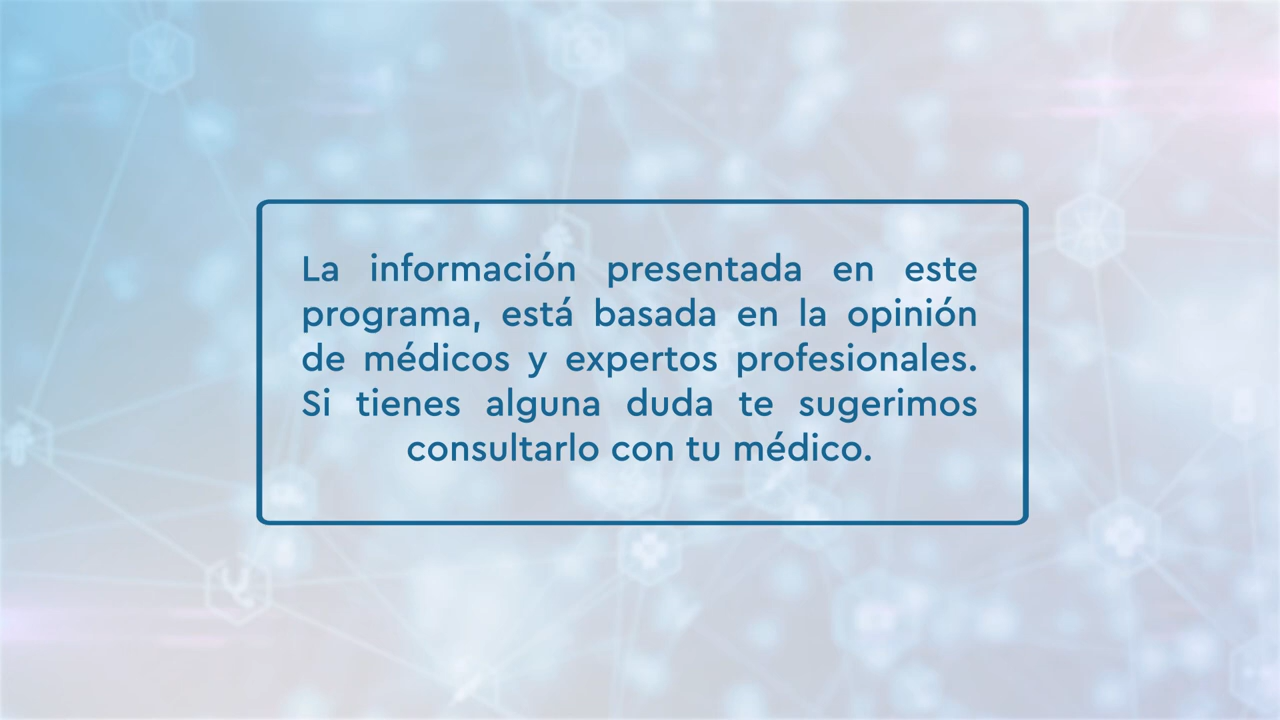 La información presentada en este
programa, está basada en la opinión
de médicos y expertos profesionales.
Si tienes alguna duda te sugerimos
consultarlo con tu médico.